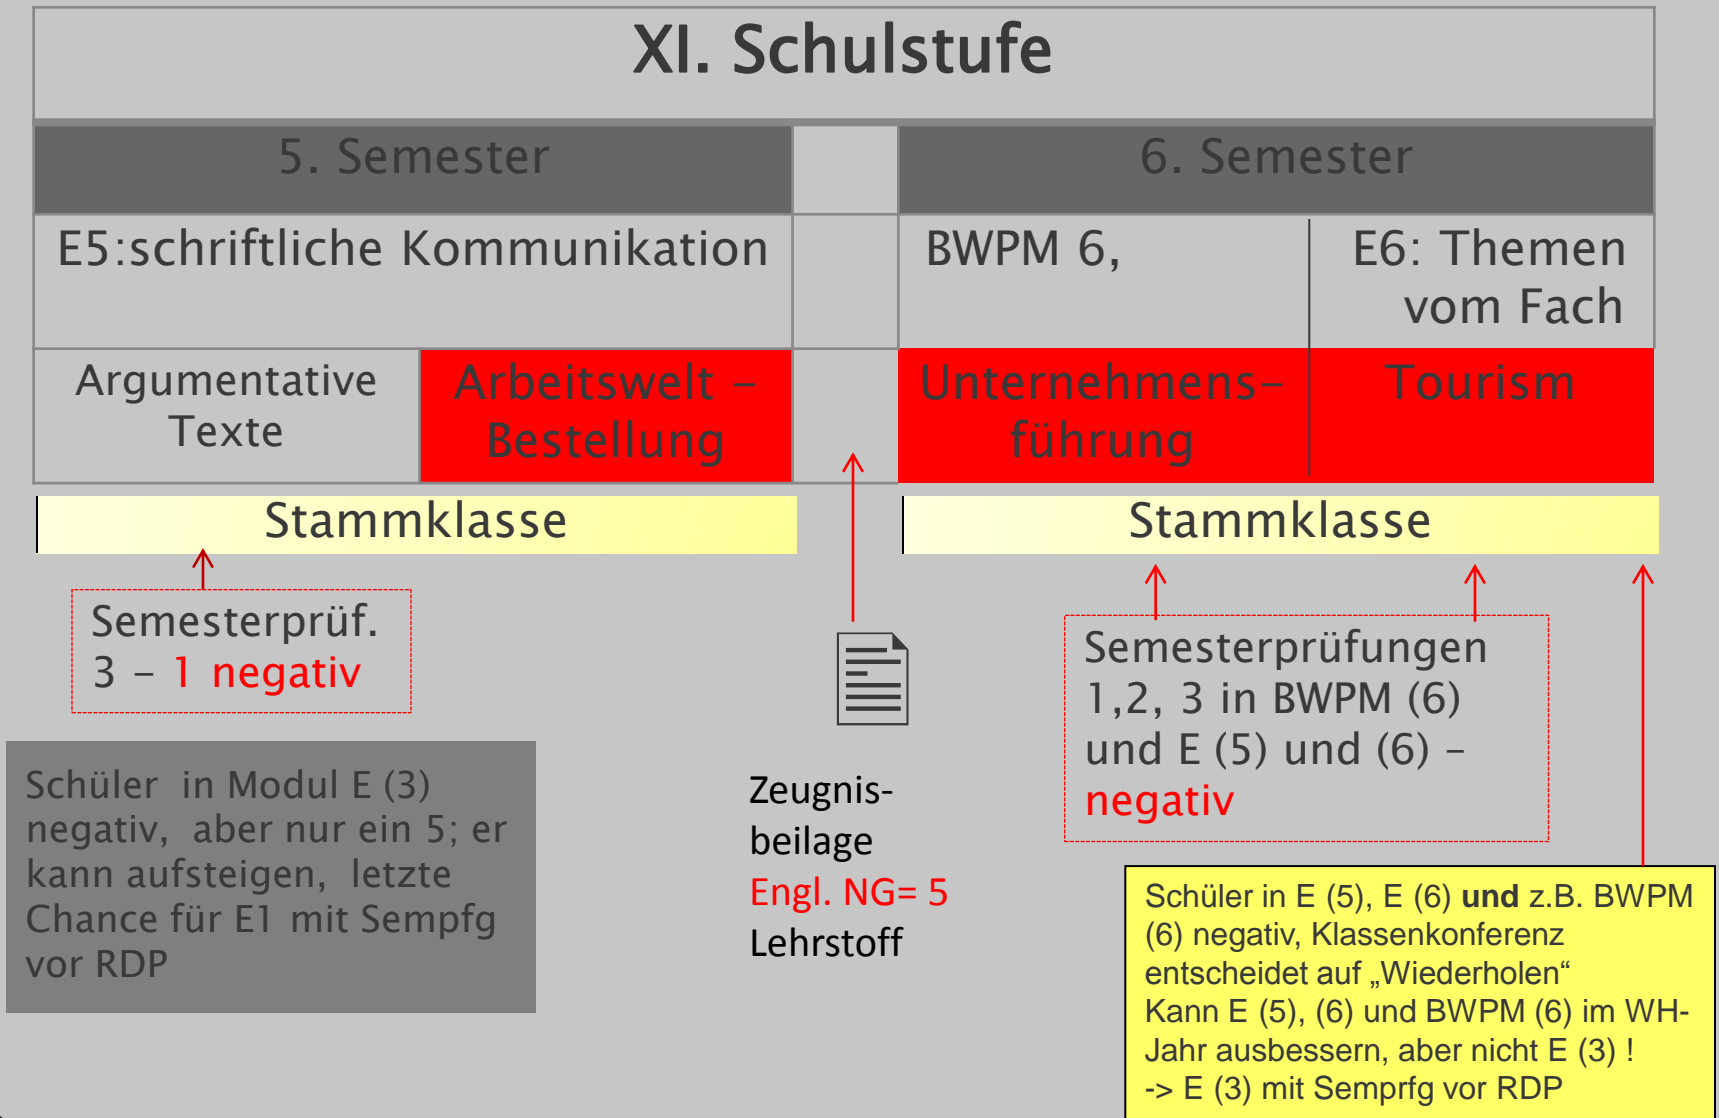 XI. Schulstufe
5. Semester
6. Semester
E5:schriftliche Kommunikation
BWPM 6,
E6: Themen
vom Fach
Argumentative
Texte
Arbeitswelt –
Bestellung
Unternehmens-
führung
Tourism
Stammklasse
Stammklasse
Semesterprüf.
3 – 1 negativ
Schüler in Modul E (3)
negativ, aber nur ein 5; er
kann aufsteigen, letzte
Chance für E1 mit Sempfg
vor RDP
Zeugnis-
beilage
Engl. NG= 5
Lehrstoff
Semesterprüfungen
1,2, 3 in BWPM (6)
und E (5) und (6) –
negativ
Schüler in E (5), E (6) und z.B. BWPM
(6) negativ, Klassenkonferenz
entscheidet auf „Wiederholen“
Kann E (5), (6) und BWPM (6) im WH-
Jahr ausbessern, aber nicht E (3) !
-> E (3) mit Semprfg vor RDP